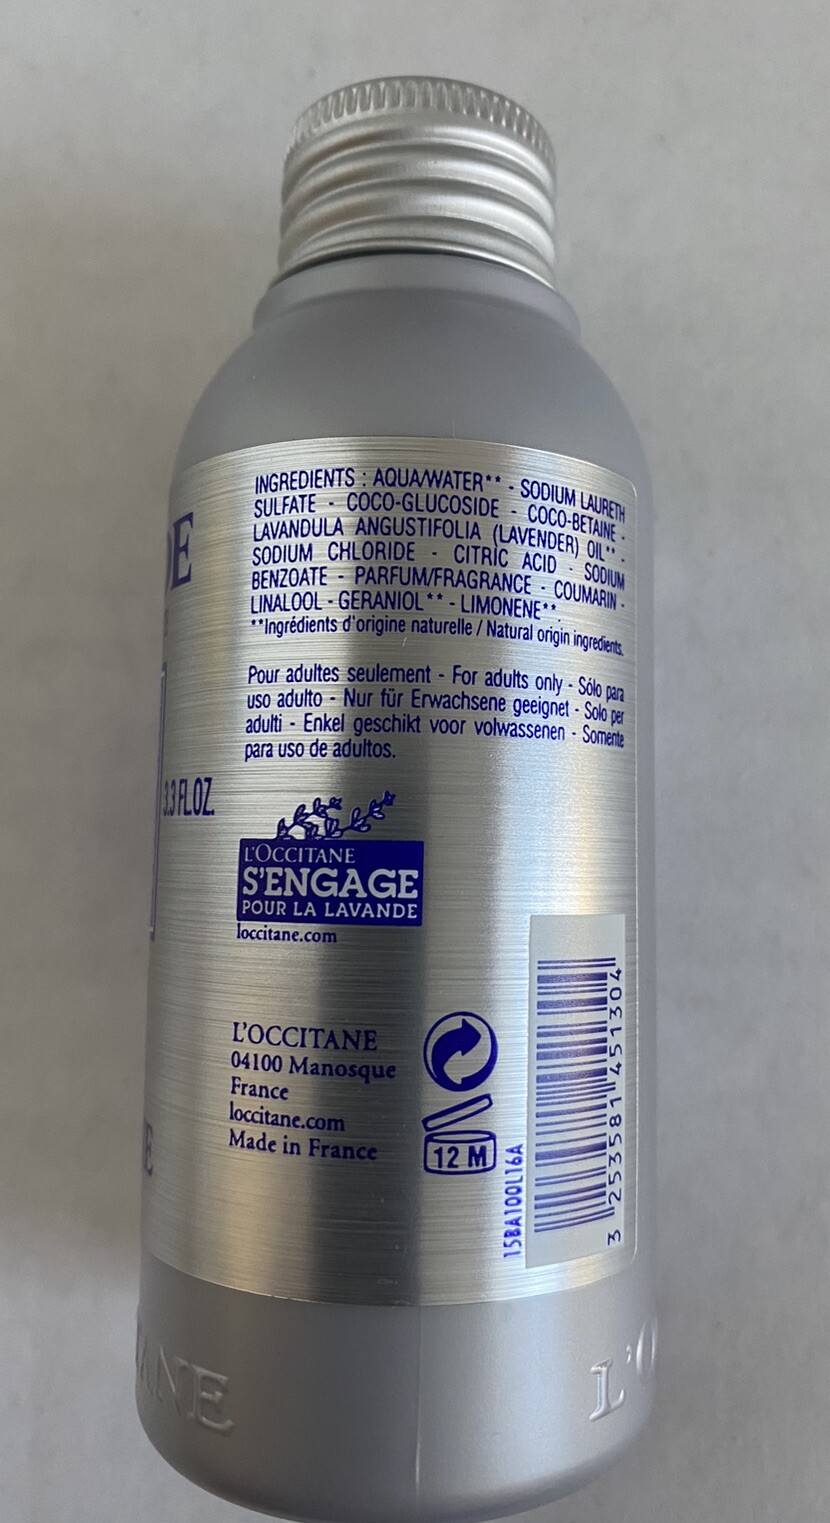 INGREDIENTS : AQUA/WATER** - SODIUM LAURETH
SULFATE - COCO-GLUCOSIDE - COCO-BETAINE -
LAVANDULA ANGUSTIFOLIA (LAVENDER) OIL** -
SODIUM CHLORIDE - CITRIC ACID - SODIUM
BENZOATE - PARFUM/FRAGRANCE - COUMARIN -
LINALOOL - GERANIOL** - LIMONENE**.
**Ingrédients d'origine naturelle / Natural origin ingredients.
Pour adultes seulement - For adults only - Sólo para
uso adulto - Nur für Erwachsene geeignet - Solo per
adulti - Enkel geschikt voor volwassenen - Somente
para uso de adultos.
3.3 FL.OZ.
L'OCCITANE
S'ENGAGE
POUR LA LAVANDE
loccitane.com
L'OCCITANE
04100 Manosque
France
loccitane.com
Made in France
12 M
15BA100L16A
3 253581 451304